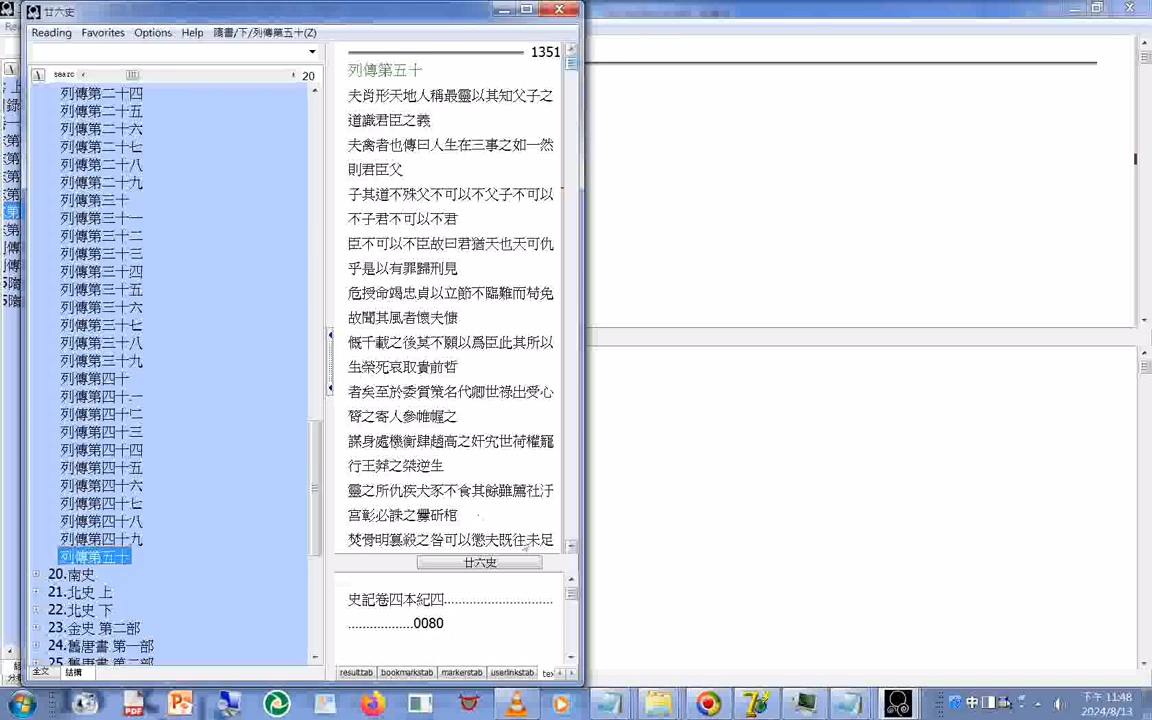 廿六史
Reading Favorites Options Help 隋書/下/列傳第五十(Z)
searc
20
列傳第二十四
列傳第二十五
列傳第二十六
列傳第二十七
列傳第二十八
列傳第二十九
列傳第三十
列傳第三十一
列傳第三十二
列傳第三十三
列傳第三十四
列傳第三十五
列傳第三十六
列傳第三十七
列傳第三十八
列傳第三十九
列傳第四十
列傳第四十一
列傳第四十二
列傳第四十三
列傳第四十四
列傳第四十五
列傳第四十六
列傳第四十七
列傳第四十八
列傳第四十九
列傳第五十
20.南史
21.北史 上
22.北史 下
23.金史 第二部
24.舊唐書 第一部
25.舊唐書 第二部
全文 結構
1351
列傳第五十
夫肖形天地人稱最靈以其知父子之
道識君臣之義
夫禽者也傳曰人生在三事之如一然
則君臣父
子其道不殊父不可以不父子不可以
不子君不可以不君
臣不可以不臣故曰君猶天也天可仇
乎是以有罪歸刑見
危授命竭忠貞以立節不臨難而苟免
故聞其風者懷夫慷
慨千載之後莫不願以爲臣此其所以
生榮死哀取貴前哲
者矣至於委質策名代卿世祿出受心
膂之寄入參帷幄之
謀身處機衡肆趙高之奸宄世荷權寵
行王莽之桀逆生
靈之所仇疾犬豕不食其餘雖薦社汙
宮彰必誅之釁斫棺
焚骨明篡殺之咎可以懲夫既往未足
廿六史
史記卷四本紀四..............................
..................0080
resulttab bookmarkstab markerstab userlinkstab tex
中
下午 11:48
2024/8/13